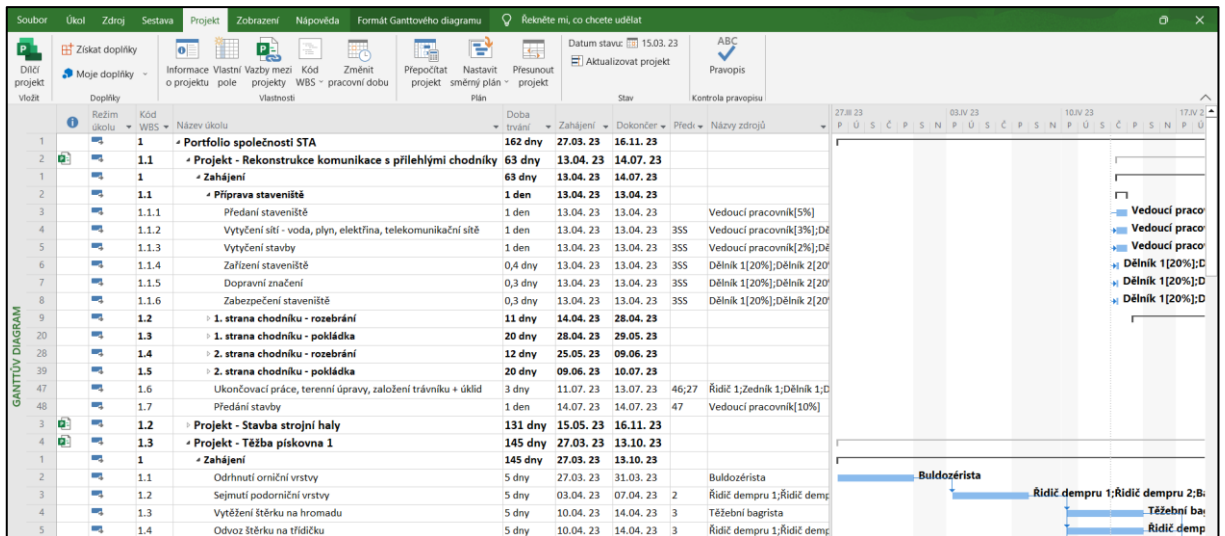 Soubor Úkol Zdroj Sestava Projekt Zobrazení Nápověda Formát Ganttového diagramu Řekněte mi, co chcete udělat
Dílčí projekt
Získat doplňky
Moje doplňky
Informace o projektu
Vlastní pole
Vazby mezi projekty
Kód WBS
Změnit pracovní dobu
Přepočítat projekt
Nastavit směrný plán
Přesunout projekt
Datum stavu: 15.03. 23
Aktualizovat projekt
ABC
Pravopis
Vložit Doplňky Vlastnosti Plán Stav Kontrola pravopisu
GANTTŮV DIAGRAM
Režim úkolu Kód WBS Název úkolu Doba trvání Zahájení Dokončer Před Názvy zdrojů
27.III 23 03.IV 23 10.IV 23 17.IV 2
P Ú S Č P S N P Ú S Č P S N P Ú S Č P S N P Ú
1 1 Portfolio společnosti STA 162 dny 27.03. 23 16.11. 23
2 1.1 Projekt - Rekonstrukce komunikace s přilehlými chodníky 63 dny 13.04. 23 14.07. 23
1 1 Zahájení 63 dny 13.04. 23 14.07. 23
2 1.1 Příprava staveniště 1 den 13.04. 23 13.04. 23
3 1.1.1 Předaní staveniště 1 den 13.04. 23 13.04. 23 Vedoucí pracovník[5%] Vedoucí praco
4 1.1.2 Vytyčení sítí - voda, plyn, elektřina, telekomunikační sítě 1 den 13.04. 23 13.04. 23 3SS Vedoucí pracovník[3%];Dě Vedoucí praco
5 1.1.3 Vytyčení stavby 1 den 13.04. 23 13.04. 23 3SS Vedoucí pracovník[2%];Dě Vedoucí praco
6 1.1.4 Zařízení staveniště 0,4 dny 13.04. 23 13.04. 23 3SS Dělník 1[20%];Dělník 2[20 Dělník 1[20%];D
7 1.1.5 Dopravní značení 0,3 dny 13.04. 23 13.04. 23 3SS Dělník 1[20%];Dělník 2[20 Dělník 1[20%];D
8 1.1.6 Zabezpečení staveniště 0,3 dny 13.04. 23 13.04. 23 3SS Dělník 1[20%];Dělník 2[20 Dělník 1[20%];D
9 1.2 1. strana chodníku - rozebrání 11 dny 14.04. 23 28.04. 23
20 1.3 1. strana chodníku - pokládka 20 dny 28.04. 23 29.05. 23
28 1.4 2. strana chodníku - rozebrání 12 dny 25.05. 23 09.06. 23
39 1.5 2. strana chodníku - pokládka 20 dny 09.06. 23 10.07. 23
47 1.6 Ukončovací práce, terenní úpravy, založení trávníku + úklid 3 dny 11.07. 23 13.07. 23 46;27 Řidič 1;Zedník 1;Dělník 1;D
48 1.7 Předání stavby 1 den 14.07. 23 14.07. 23 47 Vedoucí pracovník[10%]
3 1.2 Projekt - Stavba strojní haly 131 dny 15.05. 23 16.11. 23
4 1.3 Projekt - Těžba pískovna 1 145 dny 27.03. 23 13.10. 23
1 1 Zahájení 145 dny 27.03. 23 13.10. 23
2 1.1 Odrhnutí orniční vrstvy 5 dny 27.03. 23 31.03. 23 Buldozérista Buldozérista
3 1.2 Sejmutí podorniční vrstvy 5 dny 03.04. 23 07.04. 23 2 Řidič dempru 1;Řidič demp Řidič dempru 1;Řidič dempru 2;Ba
4 1.3 Vytěžení štěrku na hromadu 5 dny 10.04. 23 14.04. 23 3 Těžební bagrista Těžební bag
5 1.4 Odvoz štěrku na třídičku 5 dny 10.04. 23 14.04. 23 3 Řidič dempru 1;Řidič demp Řidič demp